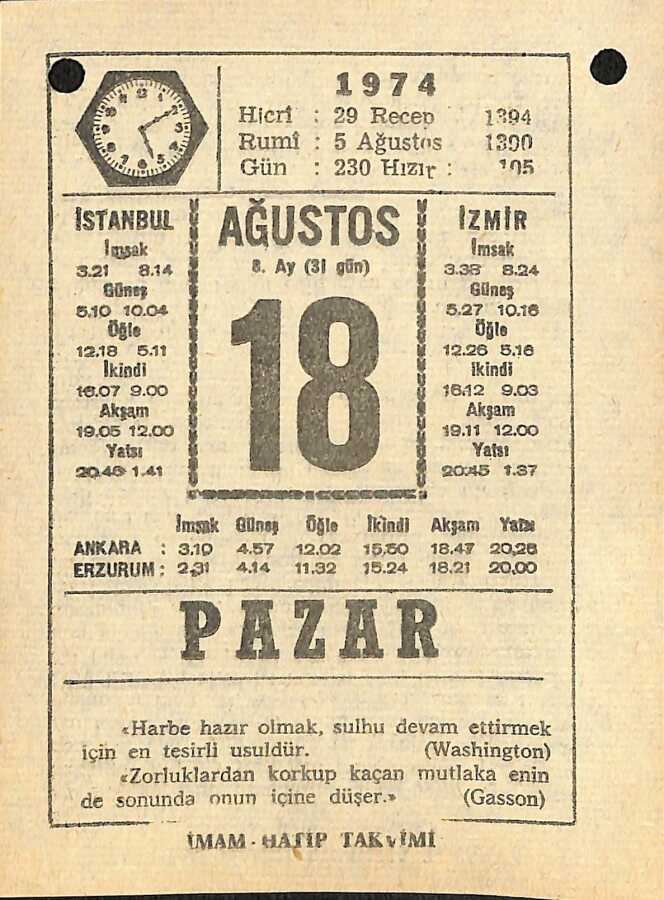 1974
Hicrî : 29 Recep 1394
Rumî : 5 Ağustos 1390
Gün : 230 Hızır : 105
İSTANBUL
İmsak
3.21 8.14
Güneş
5.10 10.04
Öğle
12.18 5.11
İkindi
16.07 9.00
Akşam
19.05 12.00
Yatsı
20.46 1.41
AĞUSTOS
8. Ay (31 gün)
18
İZMİR
İmsak
3.38 8.24
Güneş
5.27 10.16
Öğle
12.26 5.16
İkindi
16.12 9.03
Akşam
19.11 12.00
Yatsı
20.45 1.37
İmsak Güneş Öğle İkindi Akşam Yatsı
ANKARA : 3.10 4.57 12.02 15.50 18.47 20.28
ERZURUM : 2.31 4.14 11.32 15.24 18.21 20.00
PAZAR
«Harbe hazır olmak, sulhu devam ettirmek
için en tesirli usuldür. (Washington)
«Zorluklardan korkup kaçan mutlaka enin
de sonunda onun içine düşer.» (Gasson)
İMAM - HATİP TAKVİMİ